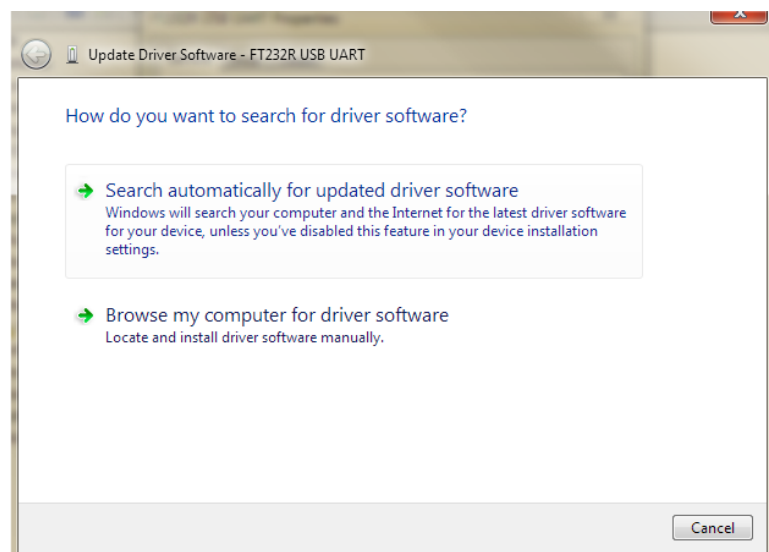 Update Driver Software - FT232R USB UART
How do you want to search for driver software?
Search automatically for updated driver software
Windows will search your computer and the Internet for the latest driver software
for your device, unless you've disabled this feature in your device installation
settings.
Browse my computer for driver software
Locate and install driver software manually.
Cancel